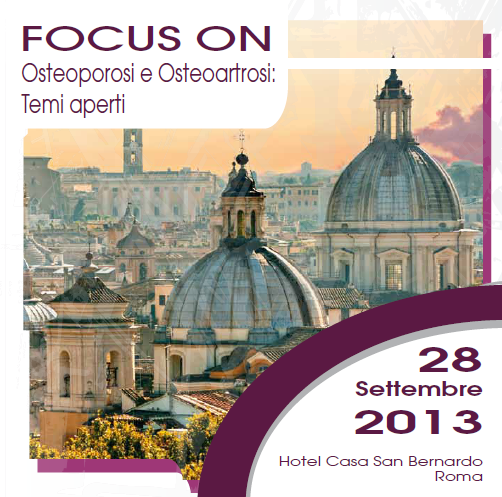 FOCUS ON
Osteoporosi e Osteoartrosi:
Temi aperti
28
Settembre
2013
Hotel Casa San Bernardo
Roma